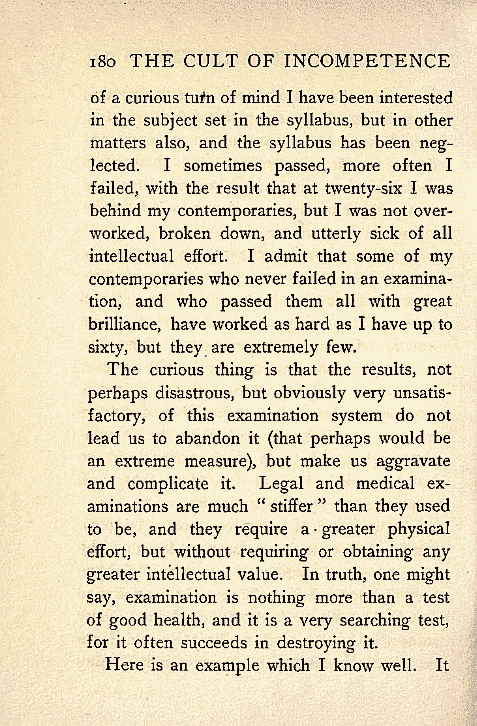 180 THE CULT OF INCOMPETENCE
of a curious turn of mind I have been interested
in the subject set in the syllabus, but in other
matters also, and the syllabus has been neg-
lected. I sometimes passed, more often I
failed, with the result that at twenty-six I was
behind my contemporaries, but I was not over-
worked, broken down, and utterly sick of all
intellectual effort. I admit that some of my
contemporaries who never failed in an examina-
tion, and who passed them all with great
brilliance, have worked as hard as I have up to
sixty, but they are extremely few.
The curious thing is that the results, not
perhaps disastrous, but obviously very unsatis-
factory, of this examination system do not
lead us to abandon it (that perhaps would be
an extreme measure), but make us aggravate
and complicate it. Legal and medical ex-
aminations are much “ stiffer ” than they used
to be, and they require a greater physical
effort, but without requiring or obtaining any
greater intellectual value. In truth, one might
say, examination is nothing more than a test
of good health, and it is a very searching test,
for it often succeeds in destroying it.
Here is an example which I know well. It